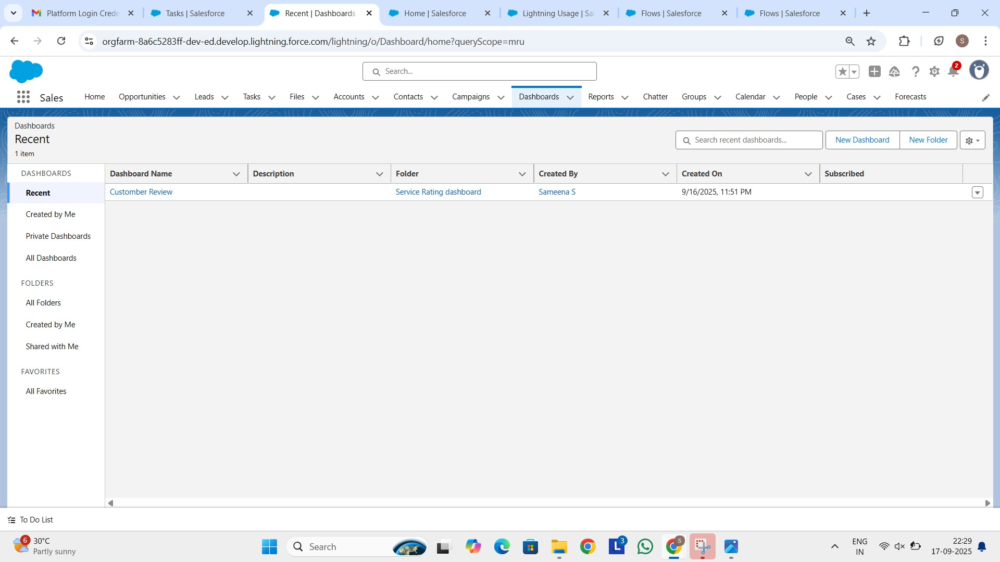 Platform Login Crede
Tasks | Salesforce
Recent | Dashboards
Home | Salesforce
Lightning Usage | Sal
Flows | Salesforce
Flows | Salesforce
orgfarm-8a6c5283ff-dev-ed.develop.lightning.force.com/lightning/o/Dashboard/home?queryScope=mru
S
Search...
2
Sales
Home
Opportunities
Leads
Tasks
Files
Accounts
Contacts
Campaigns
Dashboards
Reports
Chatter
Groups
Calendar
People
Cases
Forecasts
Dashboards
Recent
1 item
Search recent dashboards...
New Dashboard
New Folder
DASHBOARDS
Recent
Created by Me
Private Dashboards
All Dashboards
FOLDERS
All Folders
Created by Me
Shared with Me
FAVORITES
All Favorites
Dashboard Name
Description
Folder
Created By
Created On
Subscribed
Customber Review
Service Rating dashboard
Sameena S
9/16/2025, 11:51 PM
To Do List
6
30°C
Partly sunny
Search
L
3
S
ENG
IN
22:29
17-09-2025